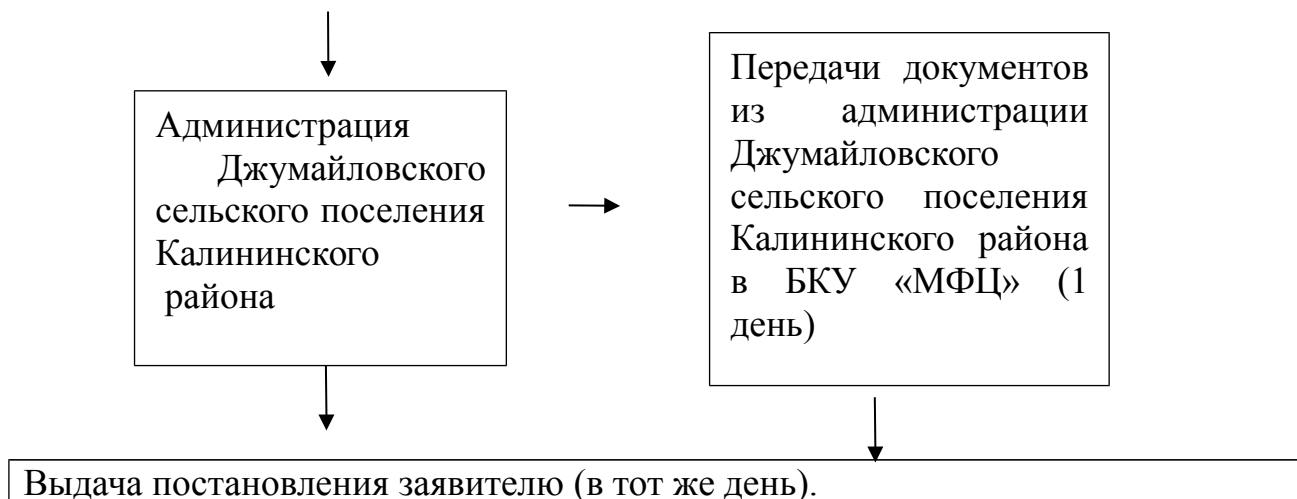 Администрация
Джумайловского
сельского поселения
Калининского
района
Передачи документов
из администрации
Джумайловского
сельского поселения
Калининского района
в БКУ «МФЦ» (1
день)
Выдача постановления заявителю (в тот же день).